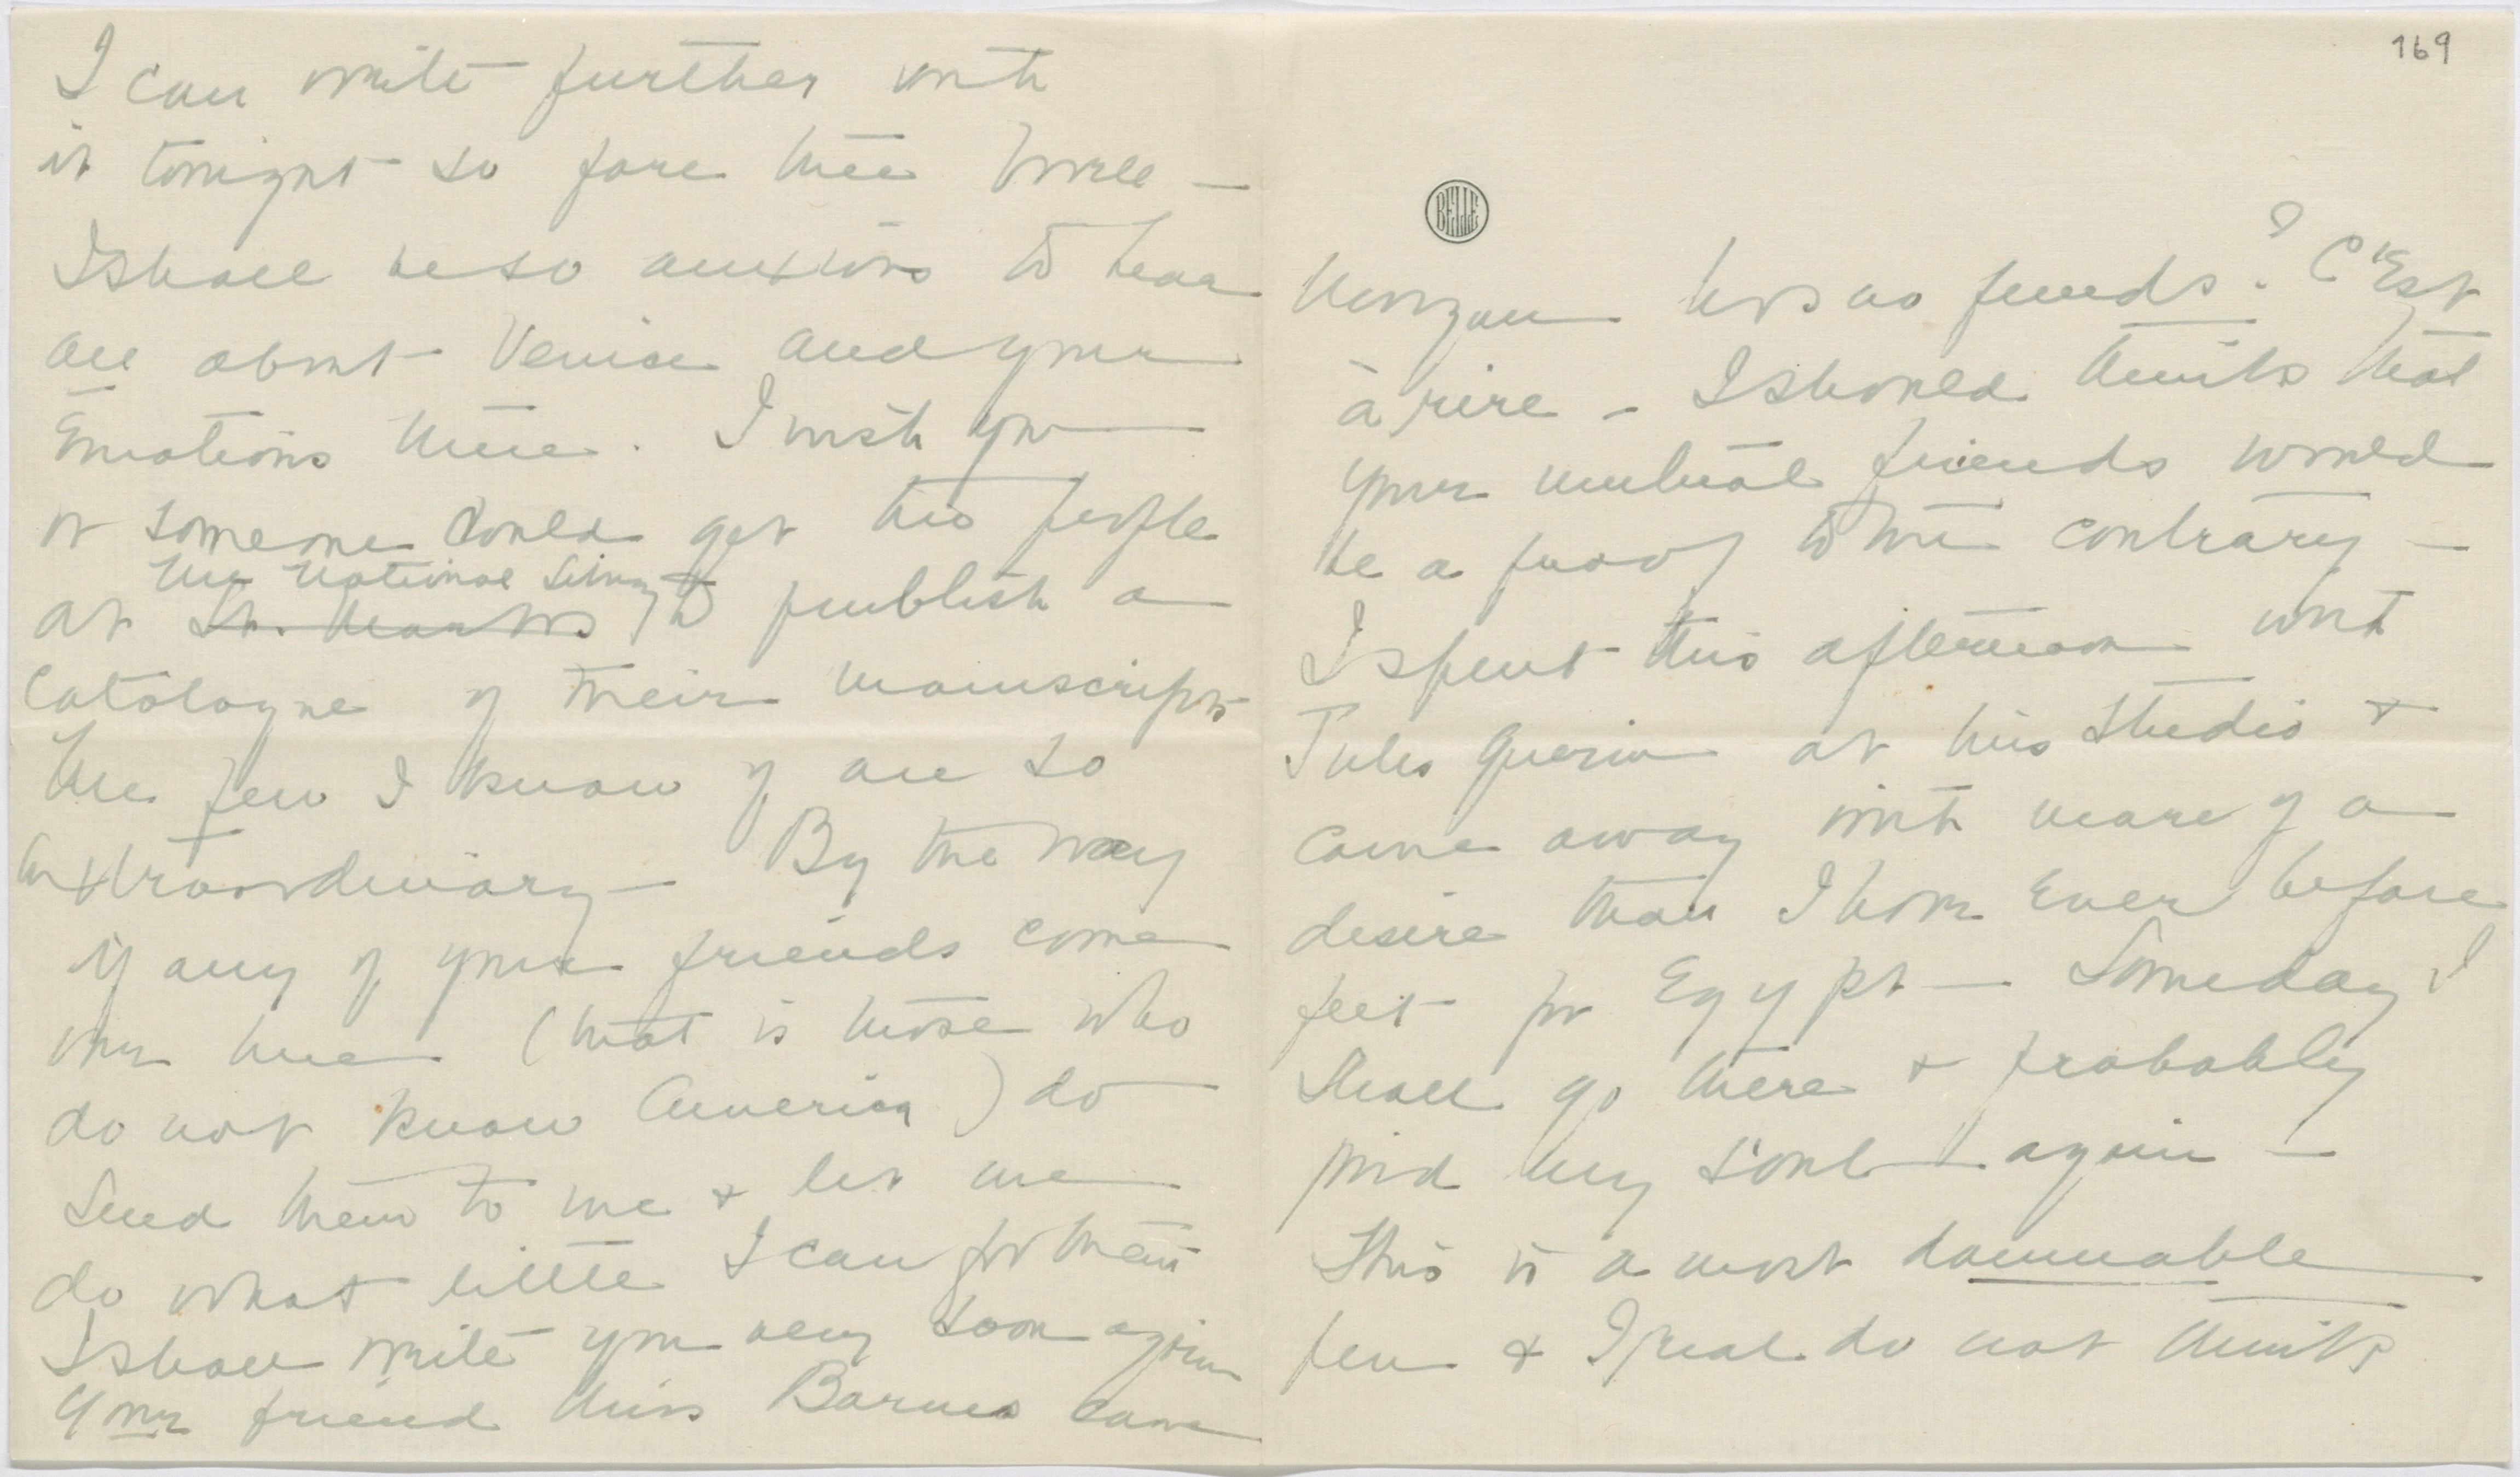 I can write further with
it tonight so fare thee well –
I shall be so anxious to hear
all about Venice and your
Emotions there. I wish you
or someone could get the people
the National Library
at St. Marks to publish a
catalogue of their manuscripts
The few I know of are so
Extraordinary – By the way
if any of your friends come
over here (that is those who
do not know America) do
send them to me & let me
do what little I can for them
I shall write you very soon again
Your friend Miss Barnes came
169
BELLE
Morgan has no friends? C'Est
à rire – I should think that
your mutual friends would
be a proof to the contrary –
I spent this afternoon with
Jules Guerin at his Studio &
came away with more of a
desire than I have Ever before
felt for Egypt – Someday I
shall go there & probably
find my soul again –
This is a most damnable
pen & I real do not think